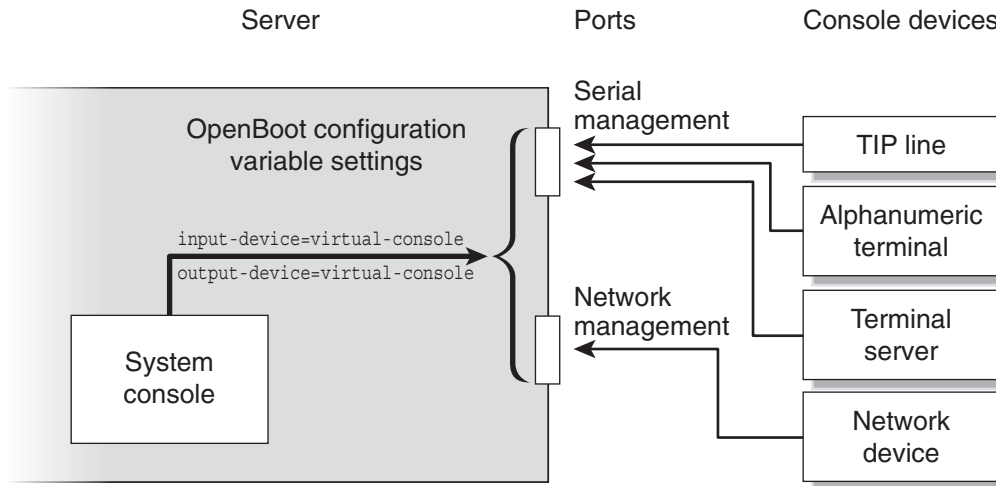 Server
Ports
Console devices
OpenBoot configuration
variable settings
input-device=virtual-console
output-device=virtual-console
System
console
Serial
management
Network
management
TIP line
Alphanumeric
terminal
Terminal
server
Network
device